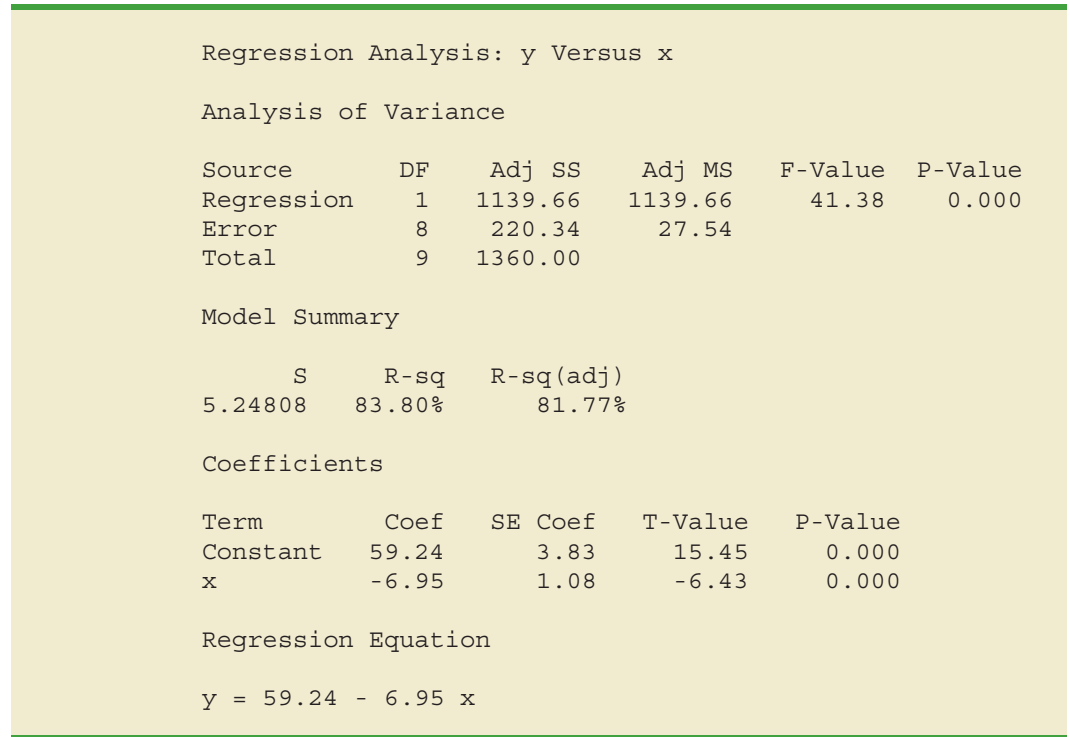 Regression Analysis: y Versus x
Analysis of Variance
Source DF Adj SS Adj MS F-Value P-Value
Regression 1 1139.66 1139.66 41.38 0.000
Error 8 220.34 27.54
Total 9 1360.00
Model Summary
S R-sq R-sq(adj)
5.24808 83.80% 81.77%
Coefficients
Term Coef SE Coef T-Value P-Value
Constant 59.24 3.83 15.45 0.000
x -6.95 1.08 -6.43 0.000
Regression Equation
y = 59.24 - 6.95 x